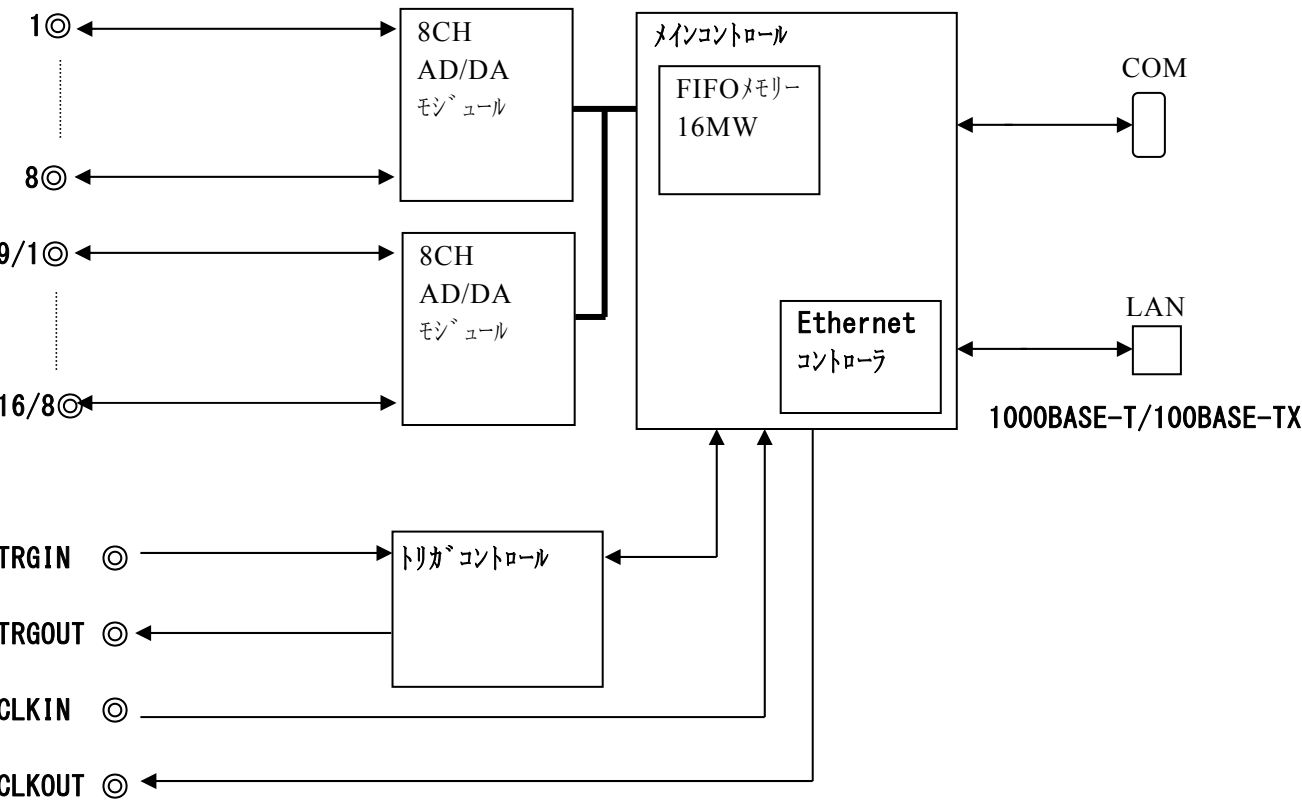 1◎
8CH
AD/DA
ﾓｼﾞｭｰﾙ
8◎
9/1◎
8CH
AD/DA
ﾓｼﾞｭｰﾙ
16/8◎
ﾒｲﾝｺﾝﾄﾛｰﾙ
FIFOﾒﾓﾘｰ
16MW
Ethernet
ｺﾝﾄﾛｰﾗ
COM
LAN
1000BASE-T/100BASE-TX
TRGIN ◎
ﾄﾘｶﾞｺﾝﾄﾛｰﾙ
TRGOUT ◎
CLKIN ◎
CLKOUT ◎